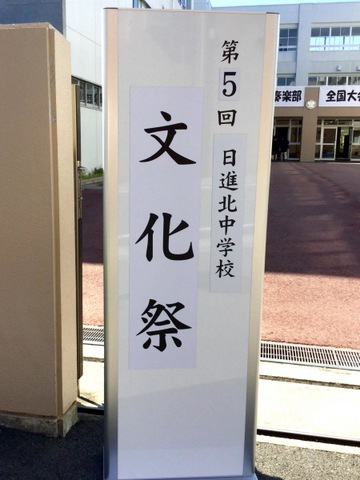 第5回 日進北中学校
文化祭
奏楽部
全国大会